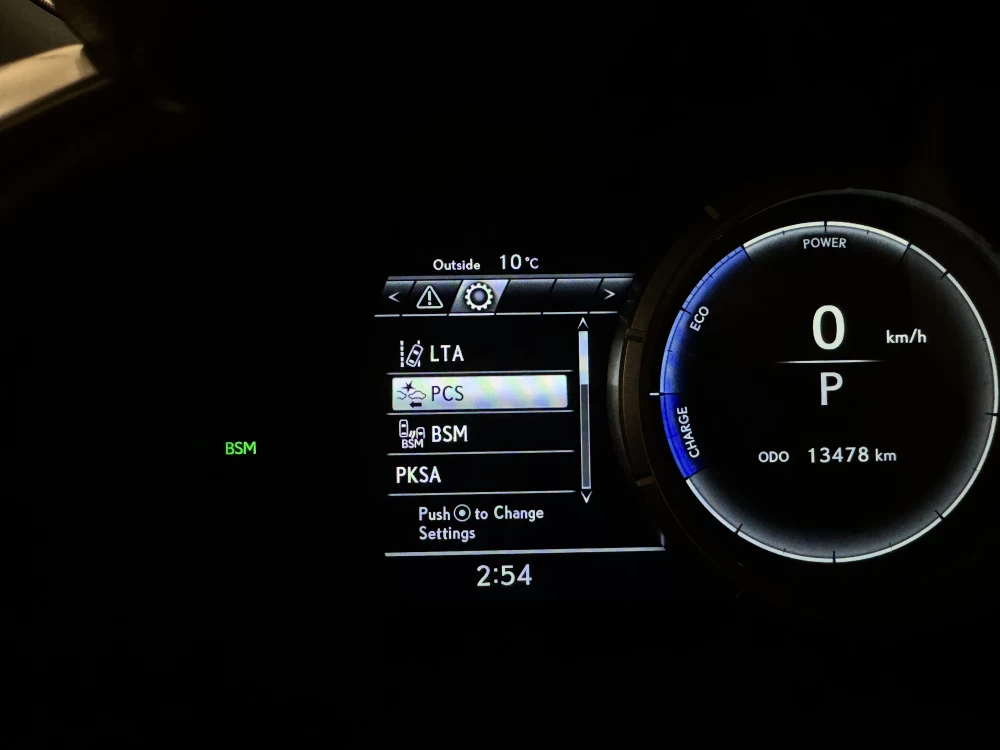 Outside 10°C
LTA
PCS
BSM
BSM
PKSA
Push to Change
Settings
2:54
BSM
POWER
ECO
CHARGE
0 km/h
P
ODO 13478 km